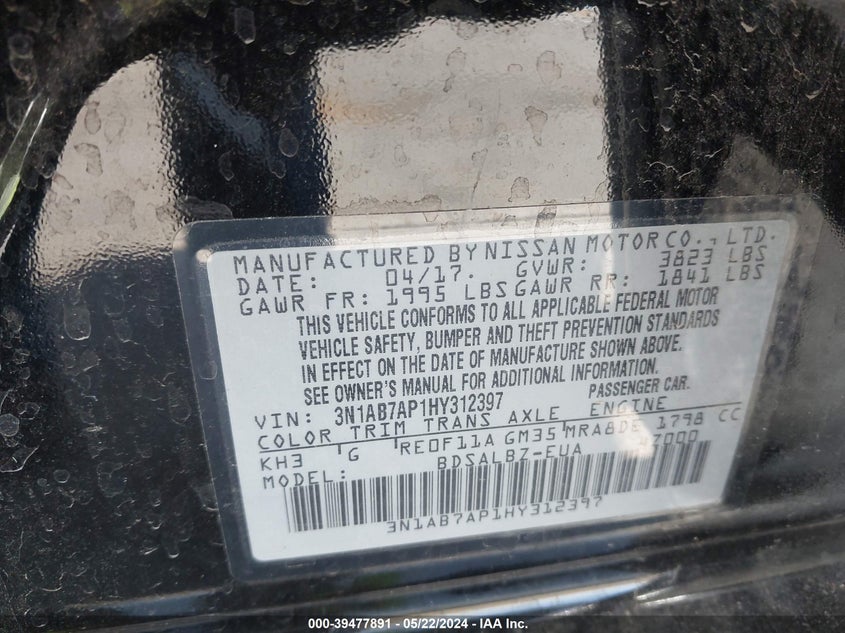 MANUFACTURED BY NISSAN MOTOR CO., LTD.
DATE: 04/17. GVWR: 3823 LBS
GAWR FR: 1995 LBS GAWR RR: 1841 LBS
THIS VEHICLE CONFORMS TO ALL APPLICABLE FEDERAL MOTOR
VEHICLE SAFETY, BUMPER AND THEFT PREVENTION STANDARDS
IN EFFECT ON THE DATE OF MANUFACTURE SHOWN ABOVE.
SEE OWNER'S MANUAL FOR ADDITIONAL INFORMATION.
VIN: 3N1AB7AP1HY312397 PASSENGER CAR.
COLOR TRIM TRANS AXLE ENGINE
KH3 G RE0F11A GM35 MRA8DE 1798 CC
MODEL: BDSALBZ-EUA 47000
3N1AB7AP1HY312397
000-39477891 - 05/22/2024 - IAA Inc.